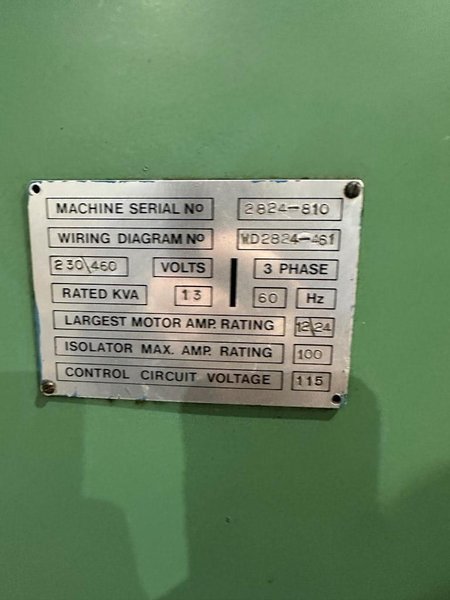 MACHINE SERIAL NO 2824-810
WIRING DIAGRAM NO WD2824-461
230\460 VOLTS 3 PHASE
RATED KVA 13 60 Hz
LARGEST MOTOR AMP. RATING 12\24
ISOLATOR MAX. AMP. RATING 100
CONTROL CIRCUIT VOLTAGE 115